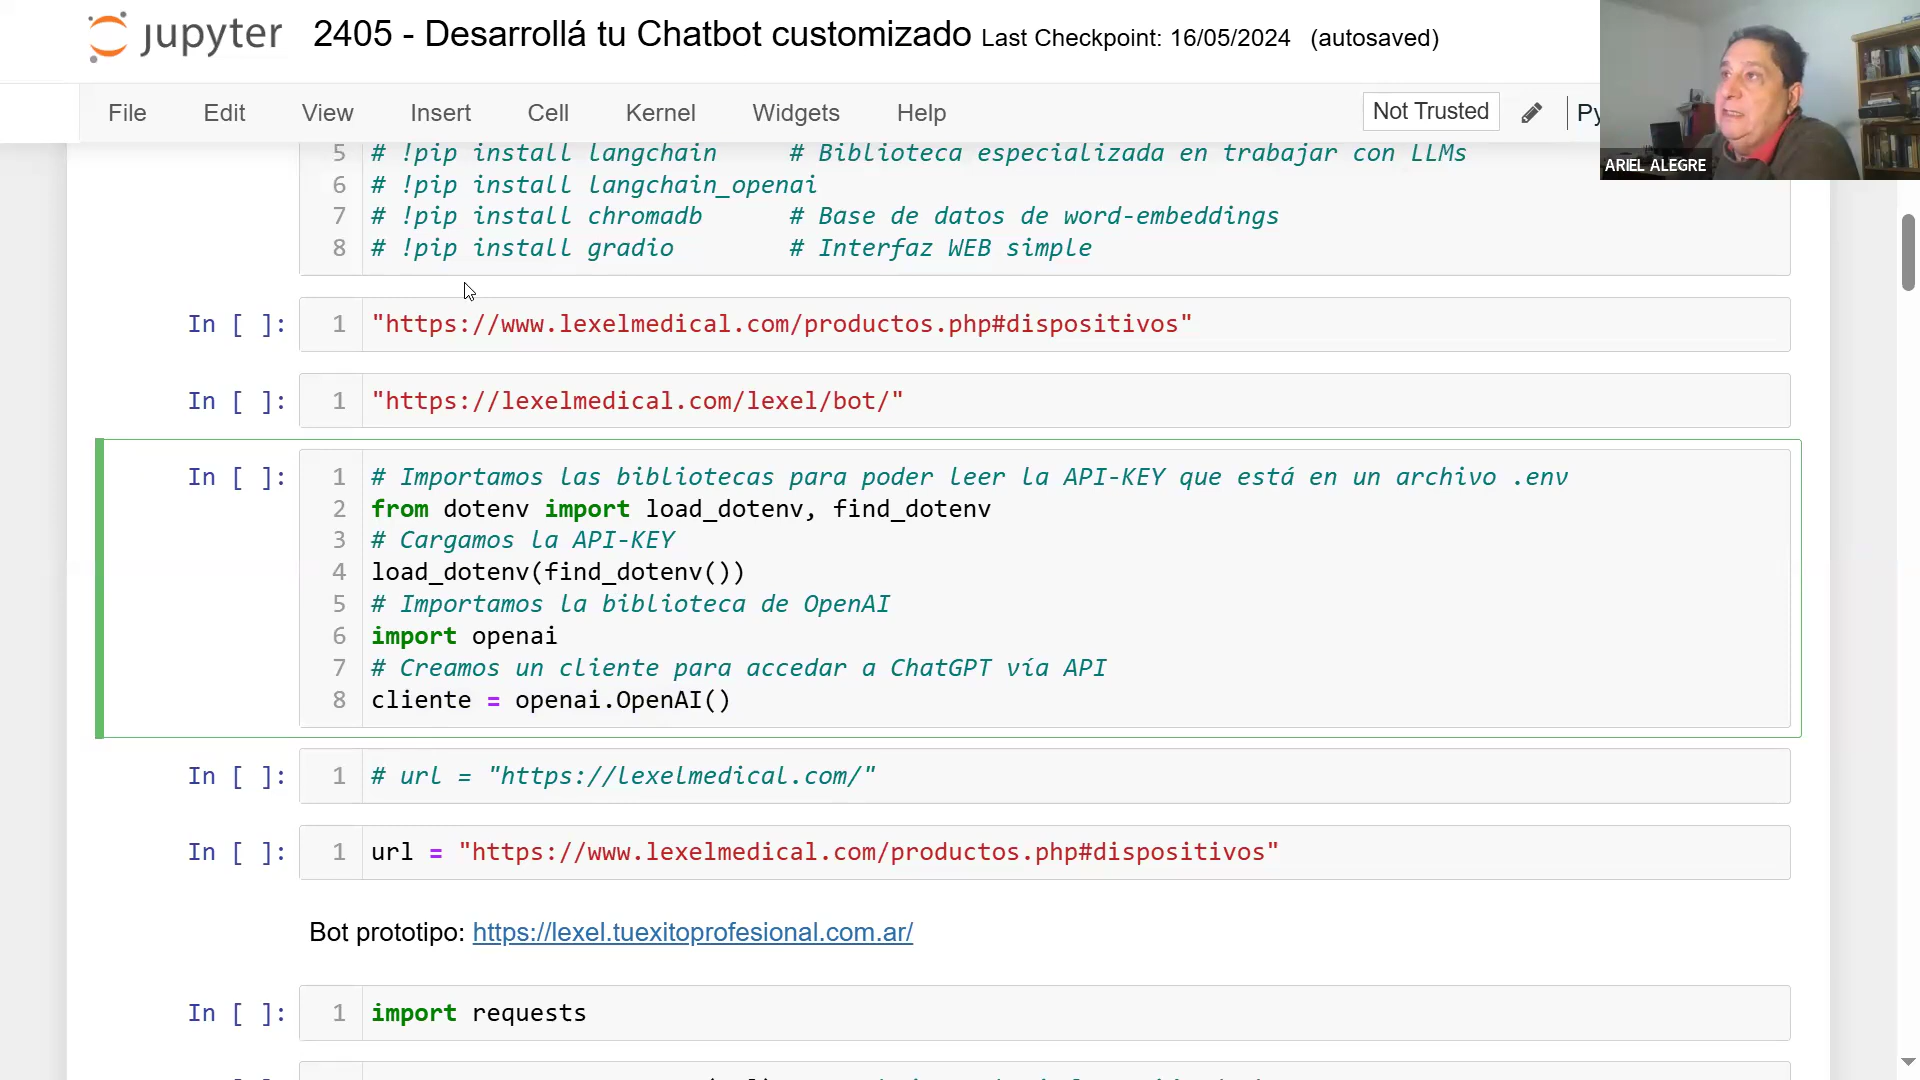 jupyter 2405 - Desarrollá tu Chatbot customizado Last Checkpoint: 16/05/2024 (autosaved)
File Edit View Insert Cell Kernel Widgets Help Not Trusted Py
ARIEL ALEGRE
5 # !pip install langchain # Biblioteca especializada en trabajar con LLMs
6 # !pip install langchain_openai
7 # !pip install chromadb # Base de datos de word-embeddings
8 # !pip install gradio # Interfaz WEB simple
In [ ]: 1 "https://www.lexelmedical.com/productos.php#dispositivos"
In [ ]: 1 "https://lexelmedical.com/lexel/bot/"
In [ ]: 1 # Importamos las bibliotecas para poder leer la API-KEY que está en un archivo .env
2 from dotenv import load_dotenv, find_dotenv
3 # Cargamos la API-KEY
4 load_dotenv(find_dotenv())
5 # Importamos la biblioteca de OpenAI
6 import openai
7 # Creamos un cliente para accedar a ChatGPT vía API
8 cliente = openai.OpenAI()
In [ ]: 1 # url = "https://lexelmedical.com/"
In [ ]: 1 url = "https://www.lexelmedical.com/productos.php#dispositivos"
Bot prototipo: https://lexel.tuexitoprofesional.com.ar/
In [ ]: 1 import requests